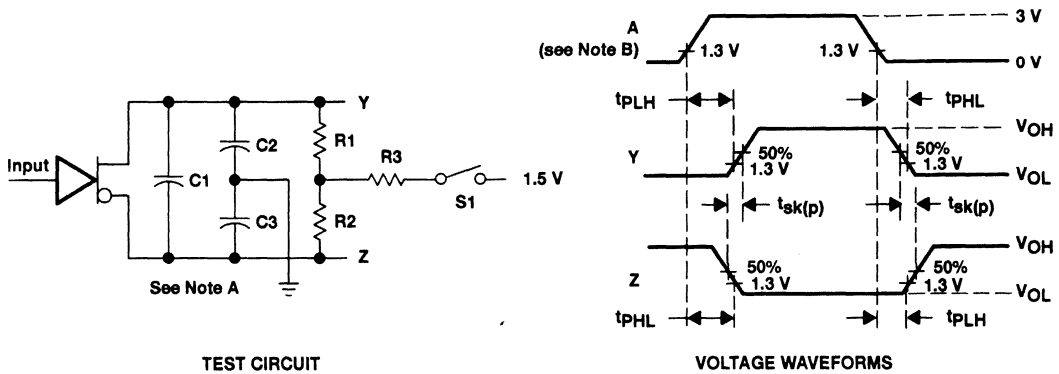 Input
C1
C2
C3
Y
R1
R2
R3
S1
1.5 V
Z
See Note A
TEST CIRCUIT
A
(see Note B)
1.3 V
1.3 V
3 V
0 V
tPLH
tPHL
Y
50%
1.3 V
50%
1.3 V
VOH
VOL
tsk(p)
tsk(p)
Z
50%
1.3 V
50%
1.3 V
VOH
VOL
tPHL
tPLH
VOLTAGE WAVEFORMS